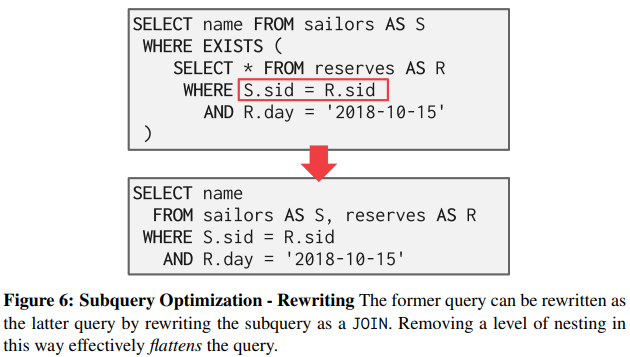 SELECT name FROM sailors AS S
WHERE EXISTS (
SELECT * FROM reserves AS R
WHERE S.sid = R.sid
AND R.day = '2018-10-15'
)
SELECT name
FROM sailors AS S, reserves AS R
WHERE S.sid = R.sid
AND R.day = '2018-10-15'
Figure 6: Subquery Optimization - Rewriting The former query can be rewritten as
the latter query by rewriting the subquery as a JOIN. Removing a level of nesting in
this way effectively flattens the query.